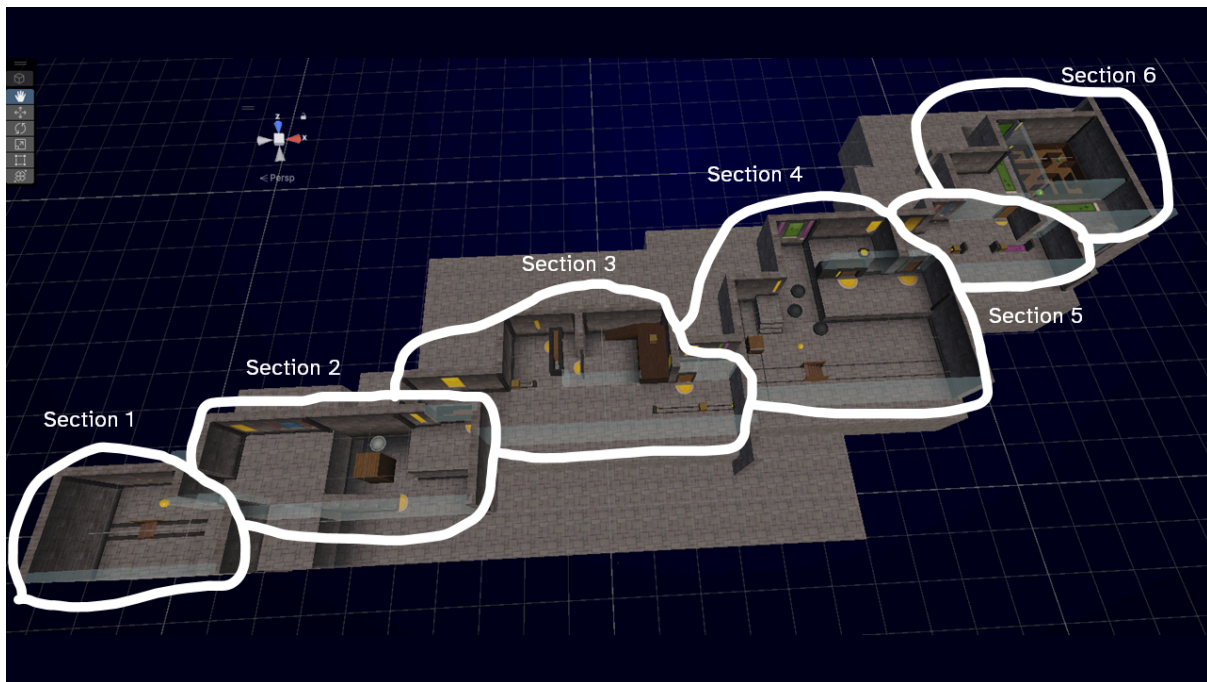 Section 6
Section 4
Section 3
Section 5
Section 2
Section 1
z
x
< Persp